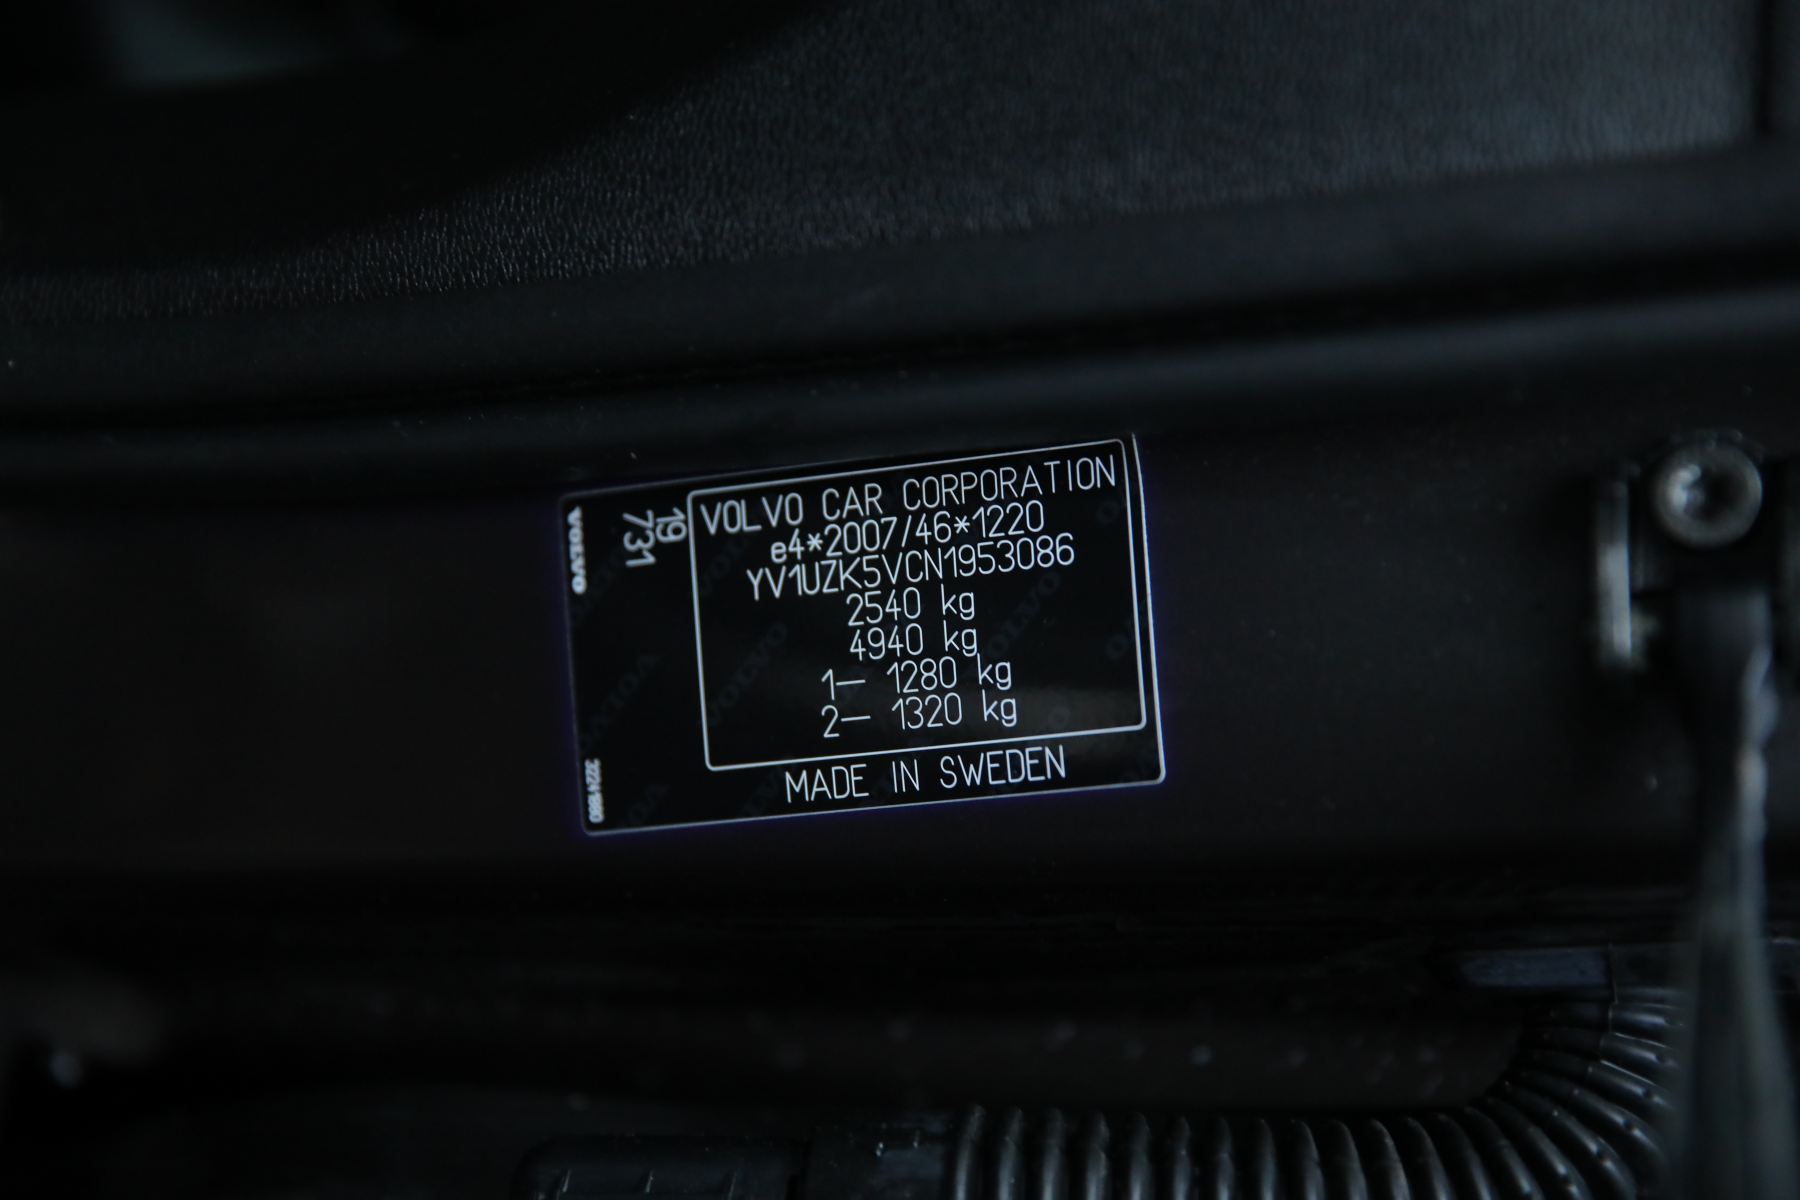 VOLVO
19
731
VOLVO CAR CORPORATION
e4*2007/46*1220
YV1UZK5VCN1953086
2540 kg
4940 kg
1– 1280 kg
2– 1320 kg
MADE IN SWEDEN